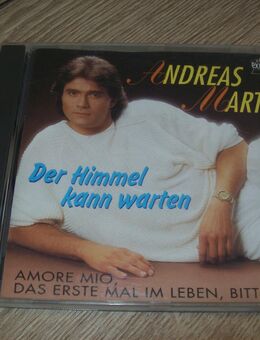 ANDREAS
MART
Der Himmel
kann warten
AMORE MIO,
DAS ERSTE MAL IM LEBEN, BITT